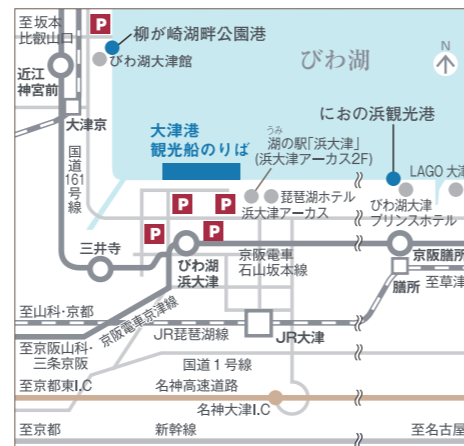 至坂本
比叡山口
P
柳が崎湖畔公園港
びわ湖大津館
びわ湖
N
近江
神宮前
大津京
大津港
観光船のりば
うみ
湖の駅「浜大津」
(浜大津アーカス2F)
におの浜観光港
LAGO 大津
国道
161
号
線
琵琶湖ホテル
浜大津アーカス
びわ湖大津
プリンスホテル
P
P
P
P
三井寺
びわ湖
浜大津
京阪電車
石山坂本線
京阪膳所
膳所
至草津
至山科・京都
京阪電車京津線
JR琵琶湖線
JR大津
至京阪山科・
三条京阪
国道1号線
至京都東I.C
名神高速道路
名神大津I.C
至京都
新幹線
至名古屋